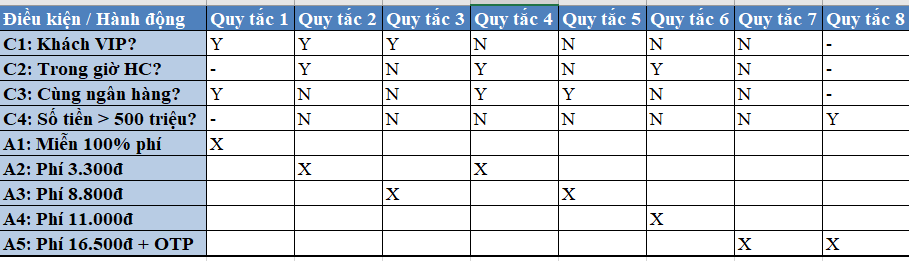 Điều kiện / Hành động Quy tắc 1 Quy tắc 2 Quy tắc 3 Quy tắc 4 Quy tắc 5 Quy tắc 6 Quy tắc 7 Quy tắc 8
C1: Khách VIP? Y Y Y N N N N -
C2: Trong giờ HC? - Y N Y N Y N -
C3: Cùng ngân hàng? Y N N Y Y N N -
C4: Số tiền > 500 triệu? - N N N N N N Y
A1: Miễn 100% phí X
A2: Phí 3.300đ X X
A3: Phí 8.800đ X X
A4: Phí 11.000đ X
A5: Phí 16.500đ + OTP X X